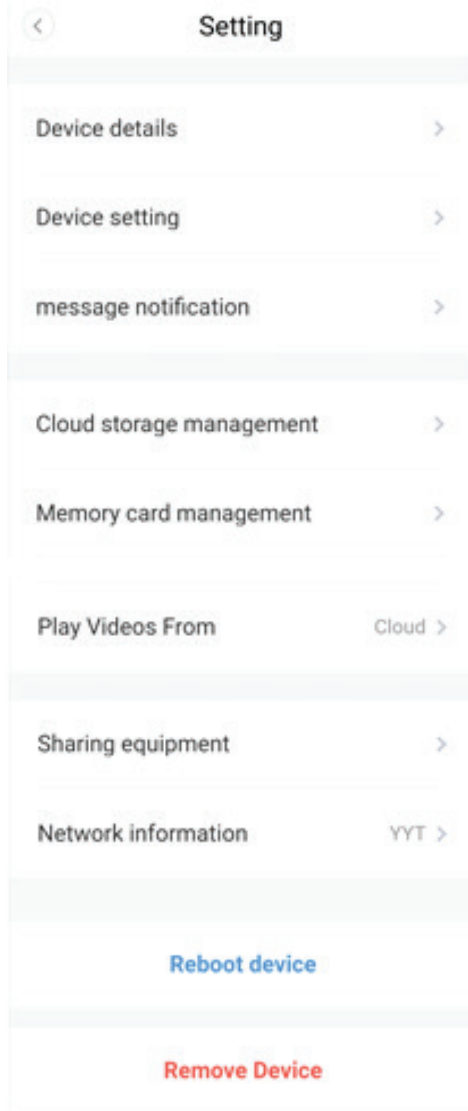 Setting
Device details
Device setting
message notification
Cloud storage management
Memory card management
Play Videos From Cloud
Sharing equipment
Network information YYT
Reboot device
Remove Device